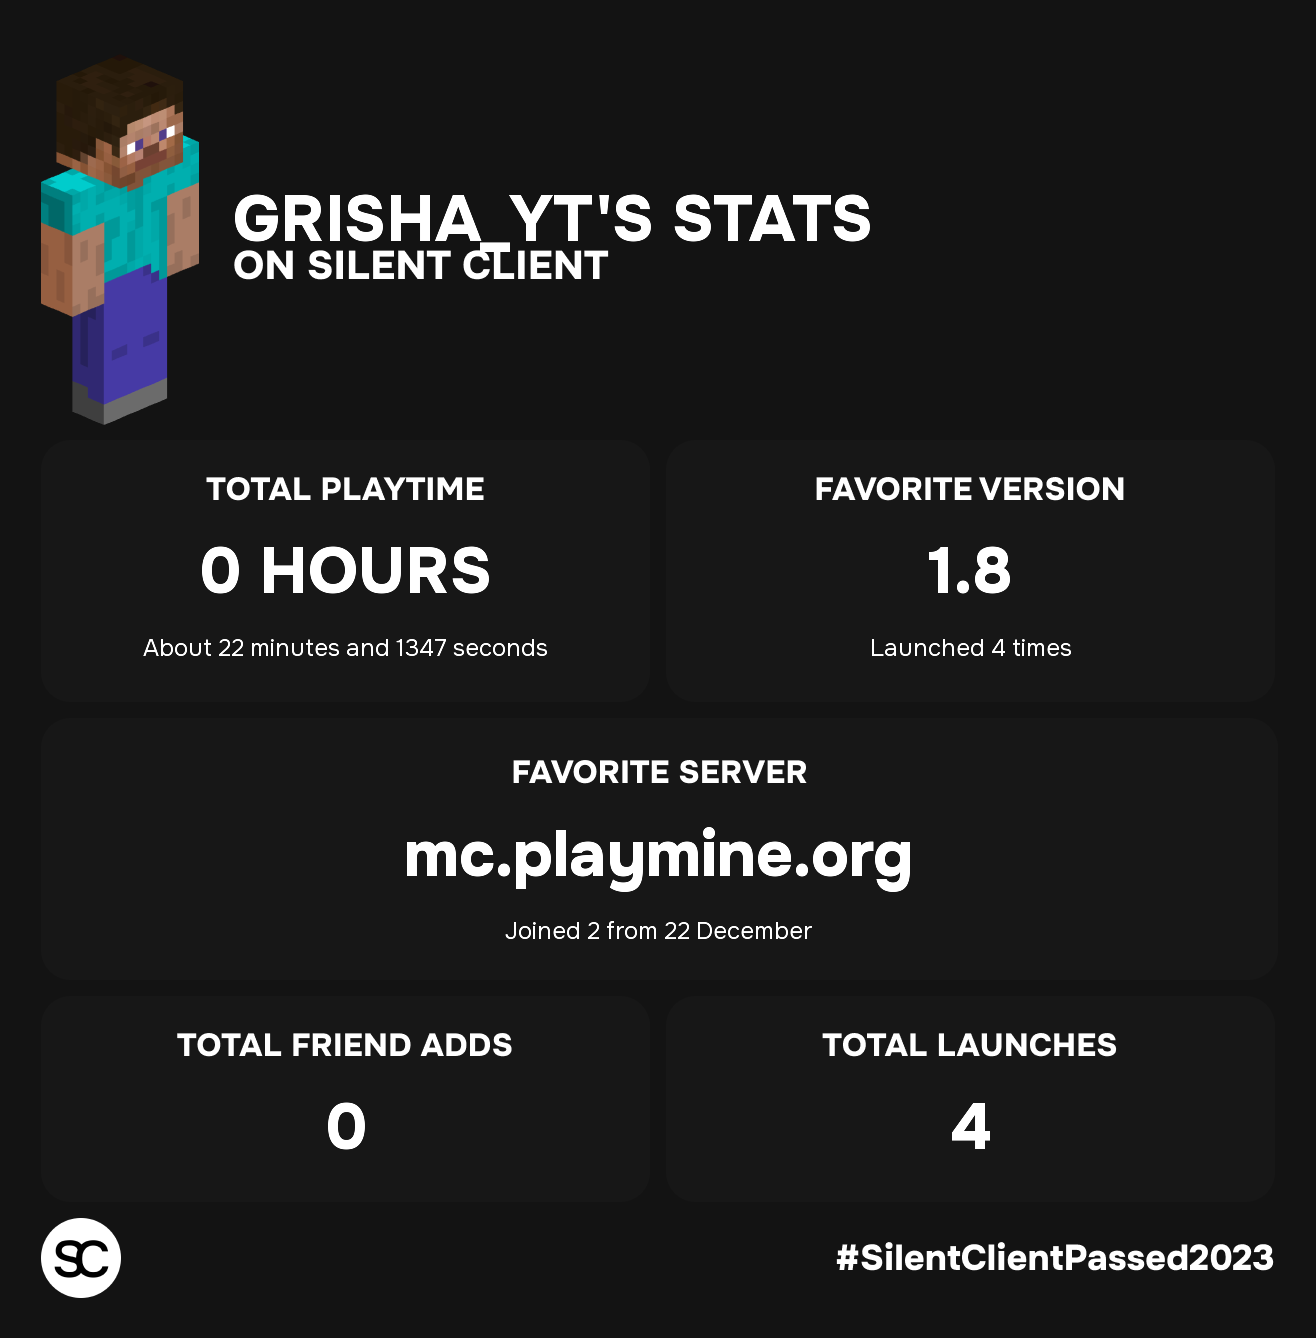 GRISHA_YT'S STATS
ON SILENT CLIENT
TOTAL PLAYTIME
0 HOURS
About 22 minutes and 1347 seconds
FAVORITE VERSION
1.8
Launched 4 times
FAVORITE SERVER
mc.playmine.org
Joined 2 from 22 December
TOTAL FRIEND ADDS
0
TOTAL LAUNCHES
4
SC
#SilentClientPassed2023